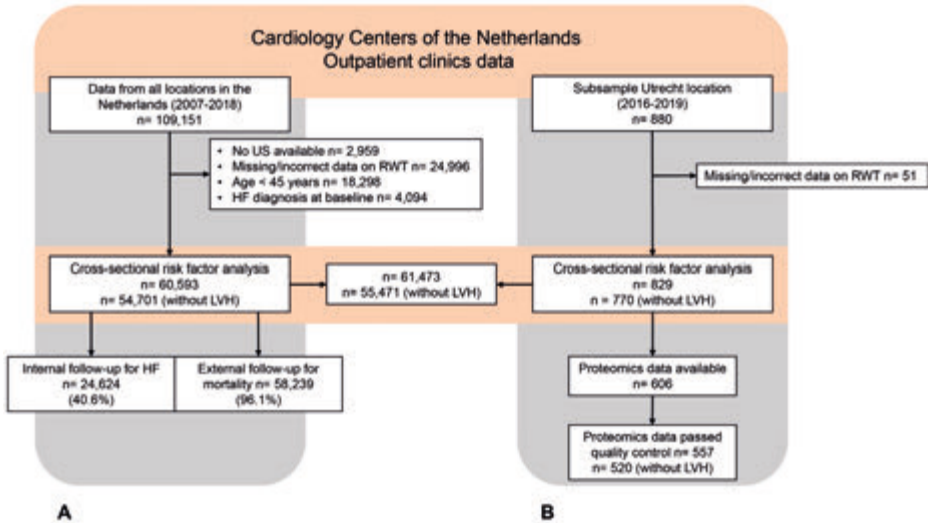 Cardiology Centers of the Netherlands
Outpatient clinics data
Data from all locations in the
Netherlands (2007-2018)
n= 109,151
• No US available n= 2,959
• Missing/incorrect data on RWT n= 24,996
• Age < 45 years n= 18,298
• HF diagnosis at baseline n= 4,094
Cross-sectional risk factor analysis
n= 60,593
n= 54,701 (without LVH)
Internal follow-up for HF
n= 24,624
(40.6%)
External follow-up for
mortality n= 58,239
(96.1%)
n= 61,473
n= 55,471 (without LVH)
Subsample Utrecht location
(2016-2019)
n= 880
Missing/incorrect data on RWT n= 51
Cross-sectional risk factor analysis
n= 829
n = 770 (without LVH)
Proteomics data available
n= 606
Proteomics data passed
quality control n= 557
n= 520 (without LVH)
A
B